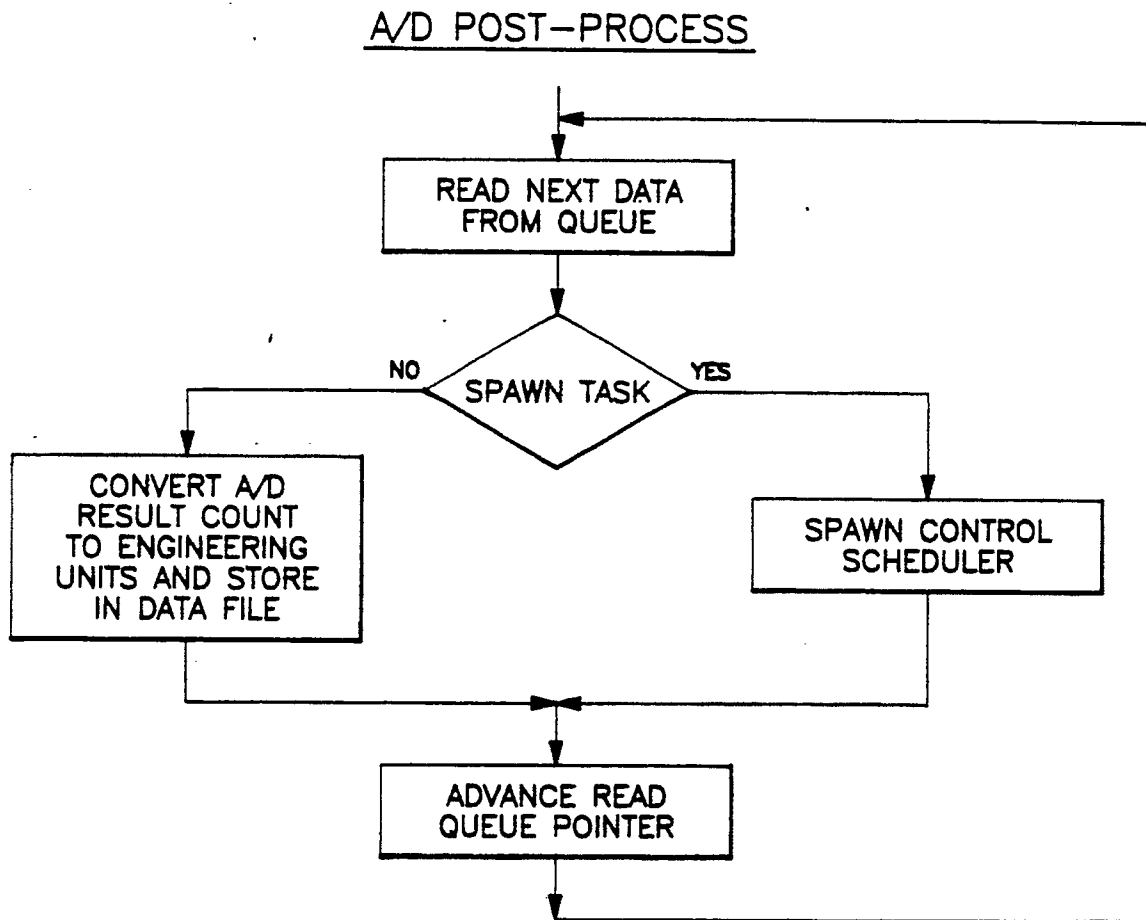 A/D POST-PROCESS
READ NEXT DATA
FROM QUEUE
NO
SPAWN TASK
YES
CONVERT A/D
RESULT COUNT
TO ENGINEERING
UNITS AND STORE
IN DATA FILE
SPAWN CONTROL
SCHEDULER
ADVANCE READ
QUEUE POINTER